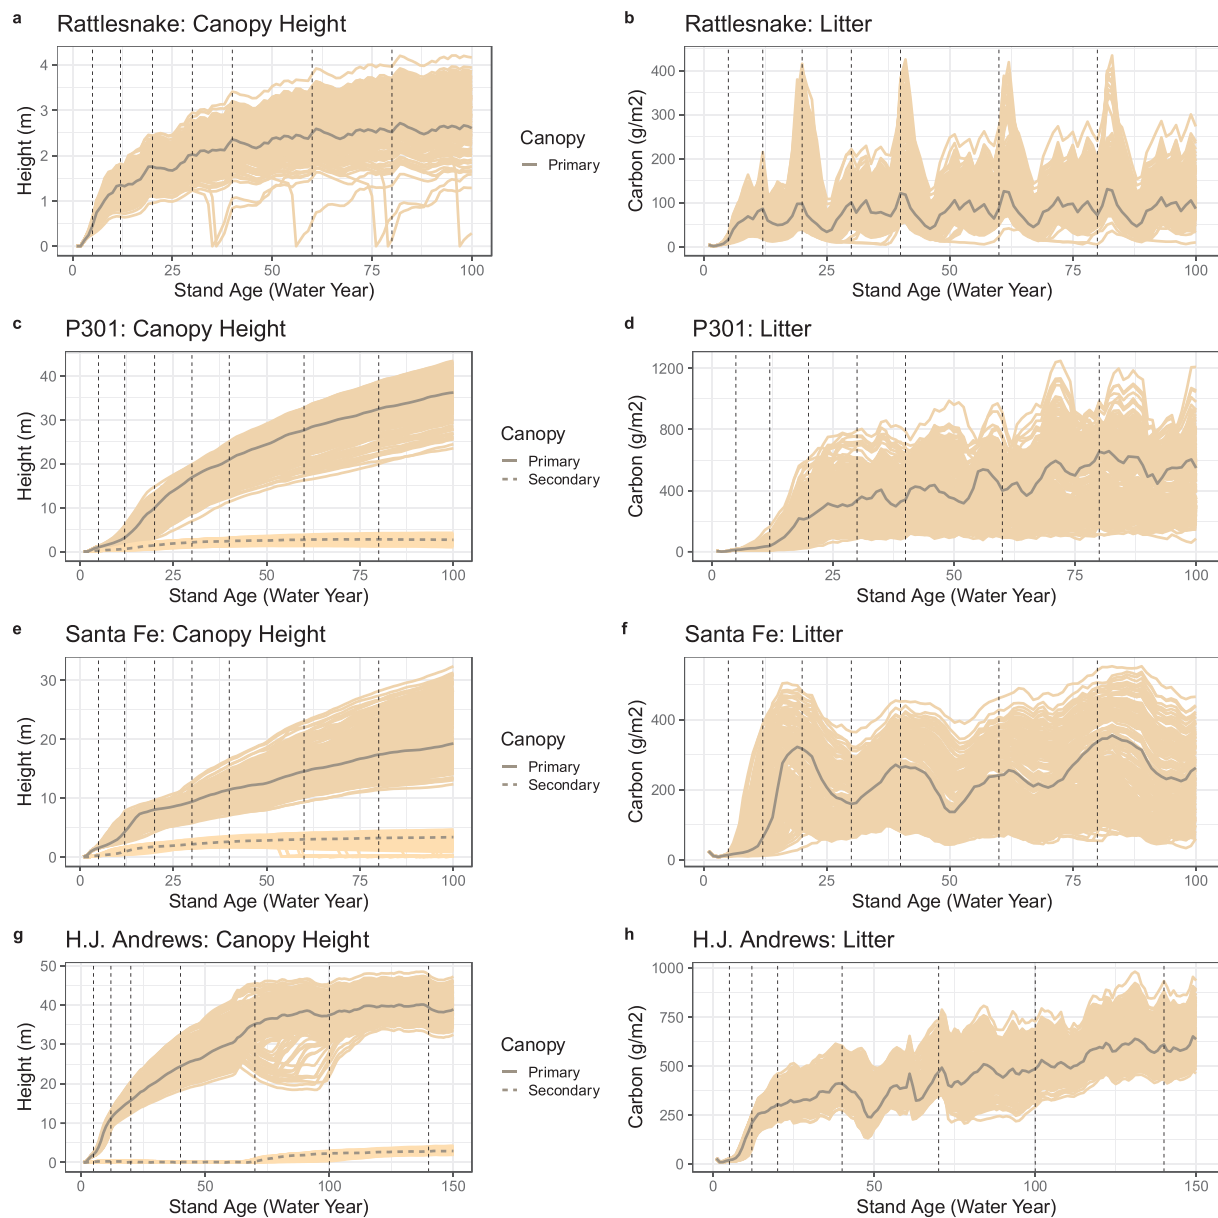 a Rattlesnake: Canopy Height
4
3
2
1
0
Height (m)
0 25 50 75 100
Stand Age (Water Year)
Canopy
Primary
b Rattlesnake: Litter
400
300
200
100
0
Carbon (g/m2)
0 25 50 75 100
Stand Age (Water Year)
c P301: Canopy Height
40
30
20
10
0
Height (m)
0 25 50 75 100
Stand Age (Water Year)
Canopy
Primary
Secondary
d P301: Litter
1200
800
400
0
Carbon (g/m2)
0 25 50 75 100
Stand Age (Water Year)
e Santa Fe: Canopy Height
30
20
10
0
Height (m)
0 25 50 75 100
Stand Age (Water Year)
Canopy
Primary
Secondary
f Santa Fe: Litter
400
200
0
Carbon (g/m2)
0 25 50 75 100
Stand Age (Water Year)
g H.J. Andrews: Canopy Height
50
40
30
20
10
0
Height (m)
0 50 100 150
Stand Age (Water Year)
Canopy
Primary
Secondary
h H.J. Andrews: Litter
1000
750
500
250
0
Carbon (g/m2)
0 50 100 150
Stand Age (Water Year)